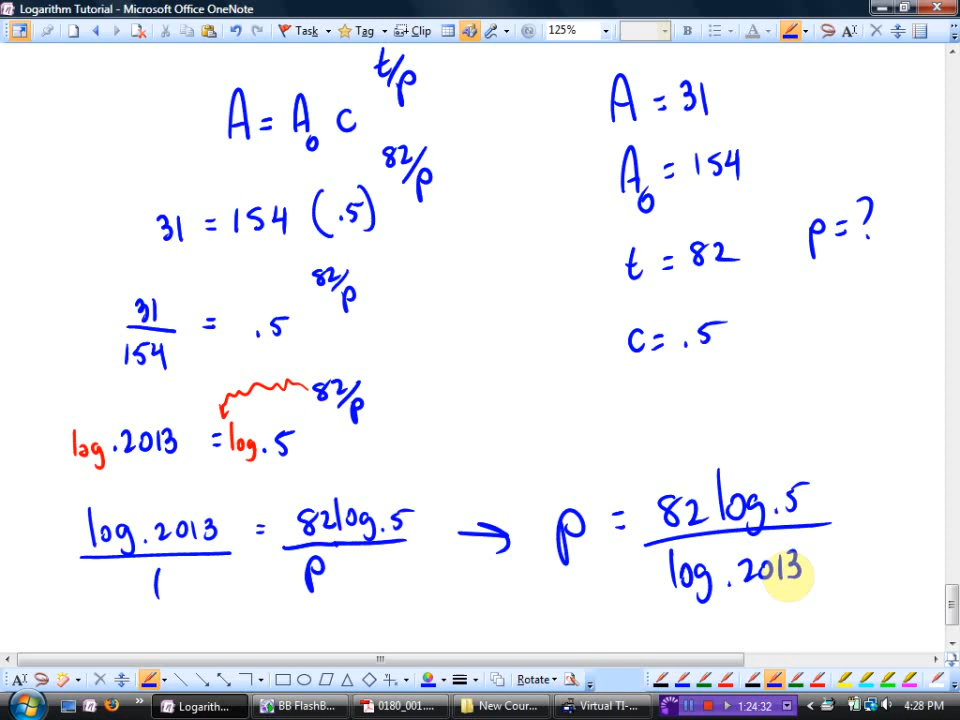 Logarithm Tutorial - Microsoft Office OneNote
Task Tag Clip 125% B A
A = A₀ c^(t/p)
31 = 154 (.5)^(82/p)
31/154 = .5^(82/p)
log .2013 = log .5^(82/p)
log .2013 / 1 = 82 log .5 / p → p = 82 log .5 / log .2013
A = 31
A₀ = 154
t = 82
p = ?
c = .5
Rotate
Logarith... BB FlashB... 0180_001.... New Cour... Virtual TI-... 1:24:32 4:28 PM